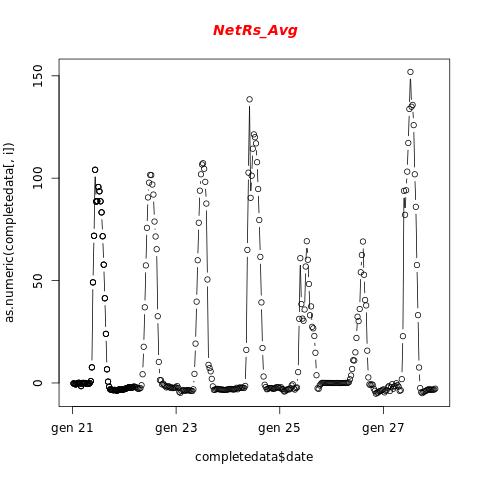 NetRs_Avg
as.numeric(completedata[, i])
150
100
50
0
gen 21
gen 23
gen 25
gen 27
completedata$date